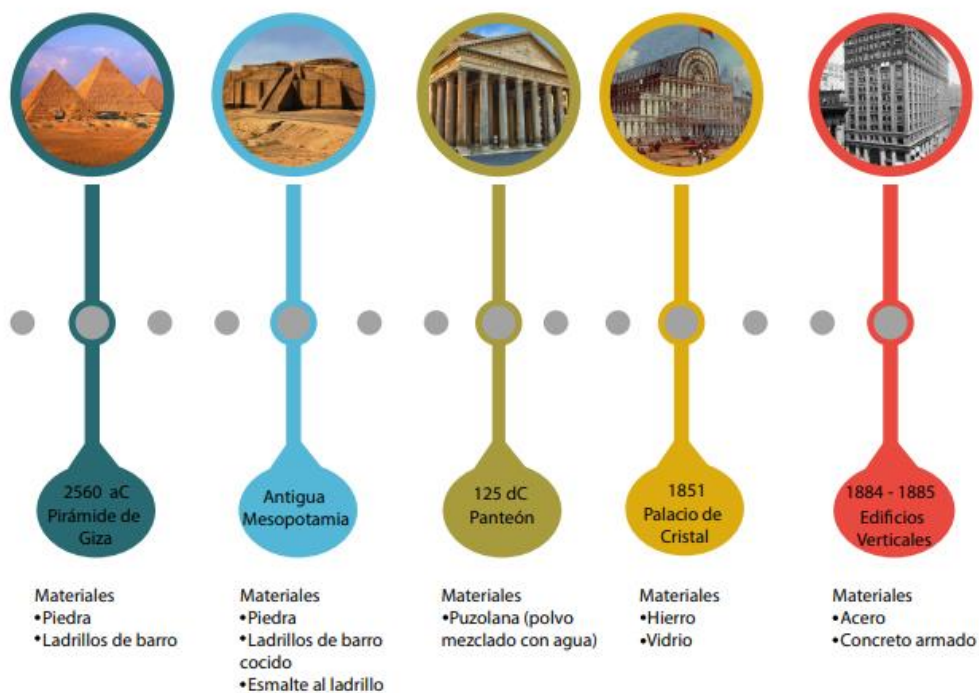 2560 aC
Pirámide de
Giza
Antigua
Mesopotamia
125 dC
Panteón
1851
Palacio de
Cristal
1884 - 1885
Edificios
Verticales
Materiales
•Piedra
•Ladrillos de barro
Materiales
•Piedra
•Ladrillos de barro
cocido
•Esmalte al ladrillo
Materiales
•Puzolana (polvo
mezclado con agua)
Materiales
•Hierro
•Vidrio
Materiales
•Acero
•Concreto armado